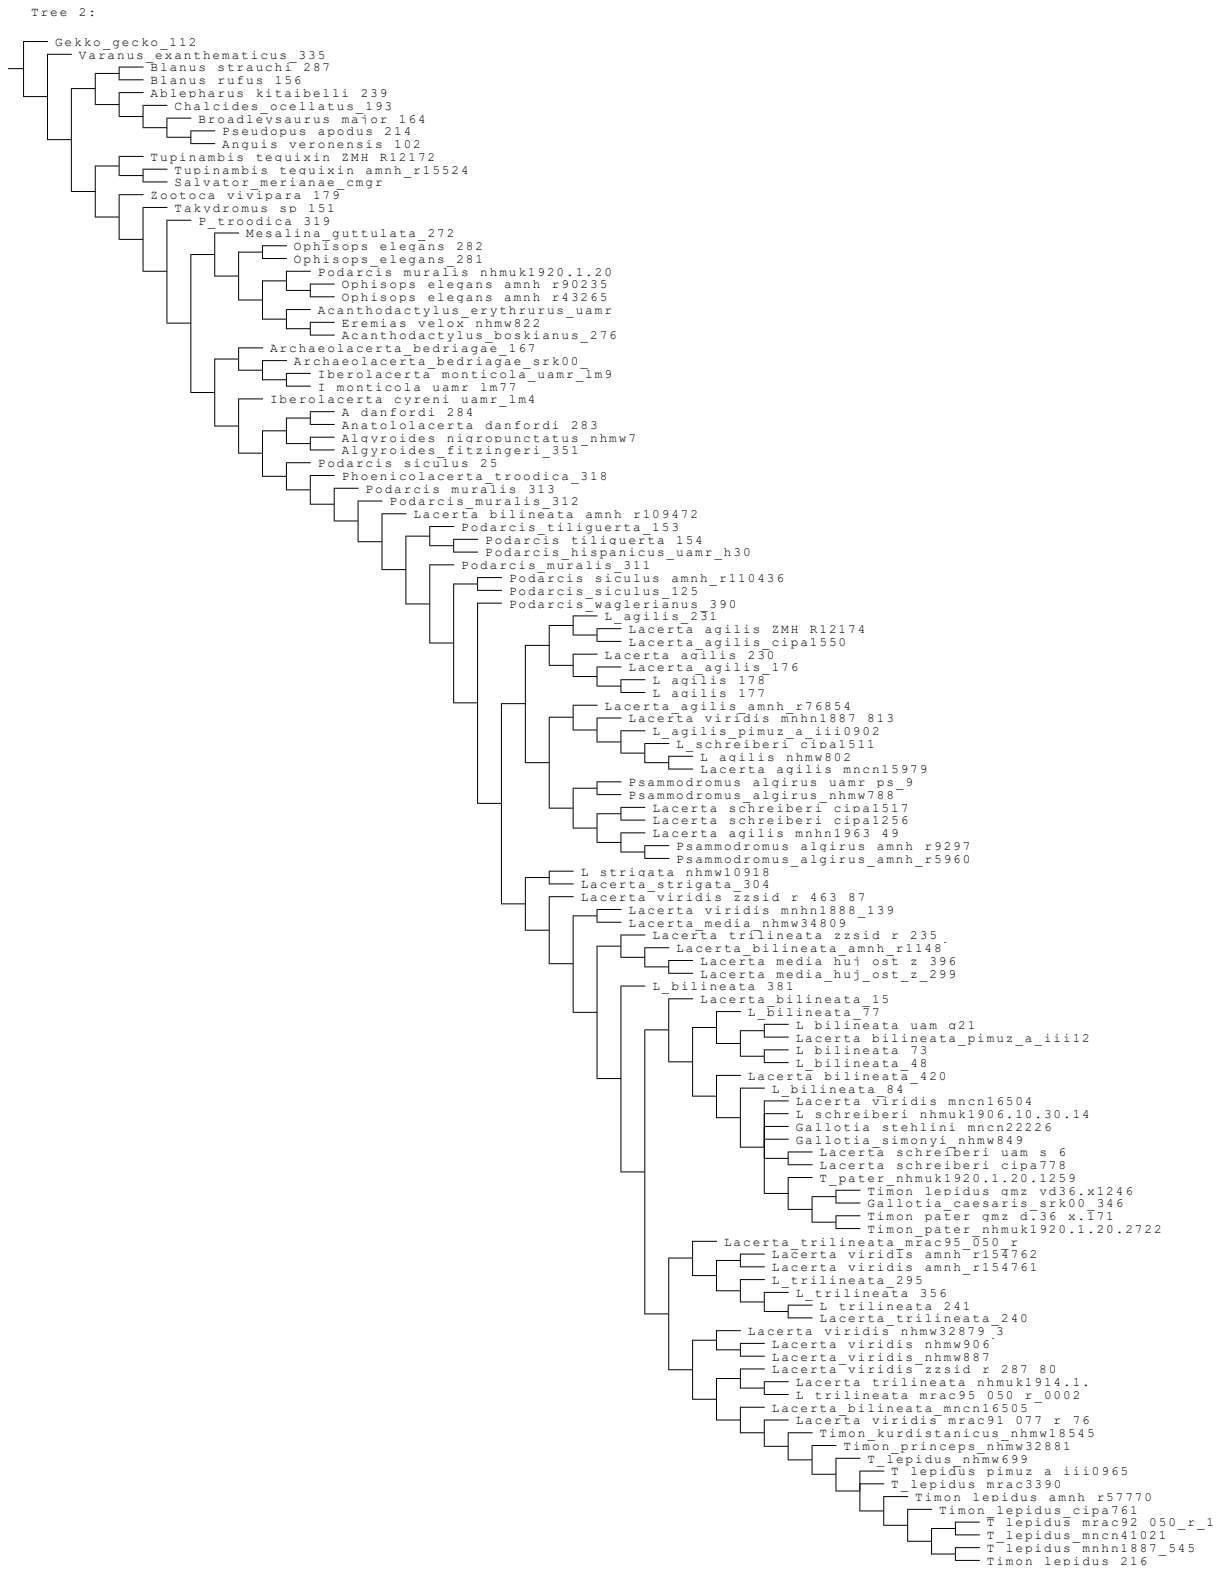 Tree 2:
Gekko_gecko_112
Varanus_exanthematicus_335
Blanus_strauchi_287
Blanus_rufus_156
Ablepharus_kitaibelli_239
Chalcides_ocellatus_193
Broadleysaurus_major_164
Pseudopus_apodus_214
Anguis_veronensis_102
Tupinambis_teguixin_ZMH_R12172
Tupinambis_teguixin_amnh_r15524
Salvator_merianae_cmgr
Zootoca_vivipara_179
Takydromus_sp_151
P_troodica_319
Mesalina_guttulata_272
Ophisops_elegans_282
Ophisops_elegans_281
Podarcis_muralis_nhmuk1920.1.20
Ophisops_elegans_amnh_r90235
Ophisops_elegans_amnh_r43265
Acanthodactylus_erythrurus_uamr
Eremias_velox_nhmw822
Acanthodactylus_boskianus_276
Archaeolacerta_bedriagae_167
Archaeolacerta_bedriagae_srk00_
Iberolacerta_monticola_uamr_lm9
I_monticola_uamr_lm77
Iberolacerta_cyreni_uamr_lm4
A_danfordi_284
Anatololacerta_danfordi_283
Algyroides_nigropunctatus_nhmw7
Algyroides_fitzingeri_351
Podarcis_siculus_25
Phoenicolacerta_troodica_318
Podarcis_muralis_313
Podarcis_muralis_312
Lacerta_bilineata_amnh_r109472
Podarcis_tiliguerta_153
Podarcis_tiliguerta_154
Podarcis_hispanicus_uamr_h30
Podarcis_muralis_311
Podarcis_siculus_amnh_r110436
Podarcis_siculus_125
Podarcis_waglerianus_390
L_agilis_231
Lacerta_agilis_ZMH_R12174
Lacerta_agilis_cipa1550
Lacerta_agilis_230
Lacerta_agilis_176
L_agilis_178
L_agilis_177
Lacerta_agilis_amnh_r76854
Lacerta_viridis_mnhn1887_813
L_agilis_pimuz_a_iii0902
L_schreiberi_cipa1511
L_agilis_nhmw802
Lacerta_agilis_mncn15979
Psammodromus_algirus_uamr_ps_9
Psammodromus_algirus_nhmw788
Lacerta_schreiberi_cipa1517
Lacerta_schreiberi_cipa1256
Lacerta_agilis_mnhn1963_49
Psammodromus_algirus_amnh_r9297
Psammodromus_algirus_amnh_r5960
L_strigata_nhmw10918
Lacerta_strigata_304
Lacerta_viridis_zzsid_r_463_87
Lacerta_viridis_mnhn1888_139
Lacerta_media_nhmw34809
Lacerta_trilineata_zzsid_r_235_
Lacerta_bilineata_amnh_r1148
Lacerta_media_huj_ost_z_396
Lacerta_media_huj_ost_z_299
L_bilineata_381
Lacerta_bilineata_15
L_bilineata_77
L_bilineata_uam_g21
Lacerta_bilineata_pimuz_a_iii12
L_bilineata_73
L_bilineata_48
Lacerta_bilineata_420
L_bilineata_84
Lacerta_viridis_mncn16504
L_schreiberi_nhmuk1906.10.30.14
Gallotia_stehlini_mncn22226
Gallotia_simonyi_nhmw849
Lacerta_schreiberi_uam_s_6
Lacerta_schreiberi_cipa778
T_pater_nhmuk1920.1.20.1259
Timon_lepidus_gmz_vd36.x1246
Gallotia_caesaris_srk00_346
Timon_pater_gmz_d.36_x.171
Timon_pater_nhmuk1920.1.20.2722
Lacerta_trilineata_mrac95_050_r
Lacerta_viridis_amnh_r154762
Lacerta_viridis_amnh_r154761
L_trilineata_295
L_trilineata_356
L_trilineata_241
Lacerta_trilineata_240
Lacerta_viridis_nhmw32879_3
Lacerta_viridis_nhmw906
Lacerta_viridis_nhmw887
Lacerta_viridis_zzsid_r_287_80
Lacerta_trilineata_nhmuk1914.1.
L_trilineata_mrac95_050_r_0002
Lacerta_bilineata_mncn16505
Lacerta_viridis_mrac91_077_r_76
Timon_kurdistanicus_nhmw18545
Timon_princeps_nhmw32881
T_lepidus_nhmw699
T_lepidus_pimuz_a_iii0965
T_lepidus_mrac3390
Timon_lepidus_amnh_r57770
Timon_lepidus_cipa761
T_lepidus_mrac92_050_r_1
T_lepidus_mncn41021
T_lepidus_mnhn1887_545
Timon_lepidus_216